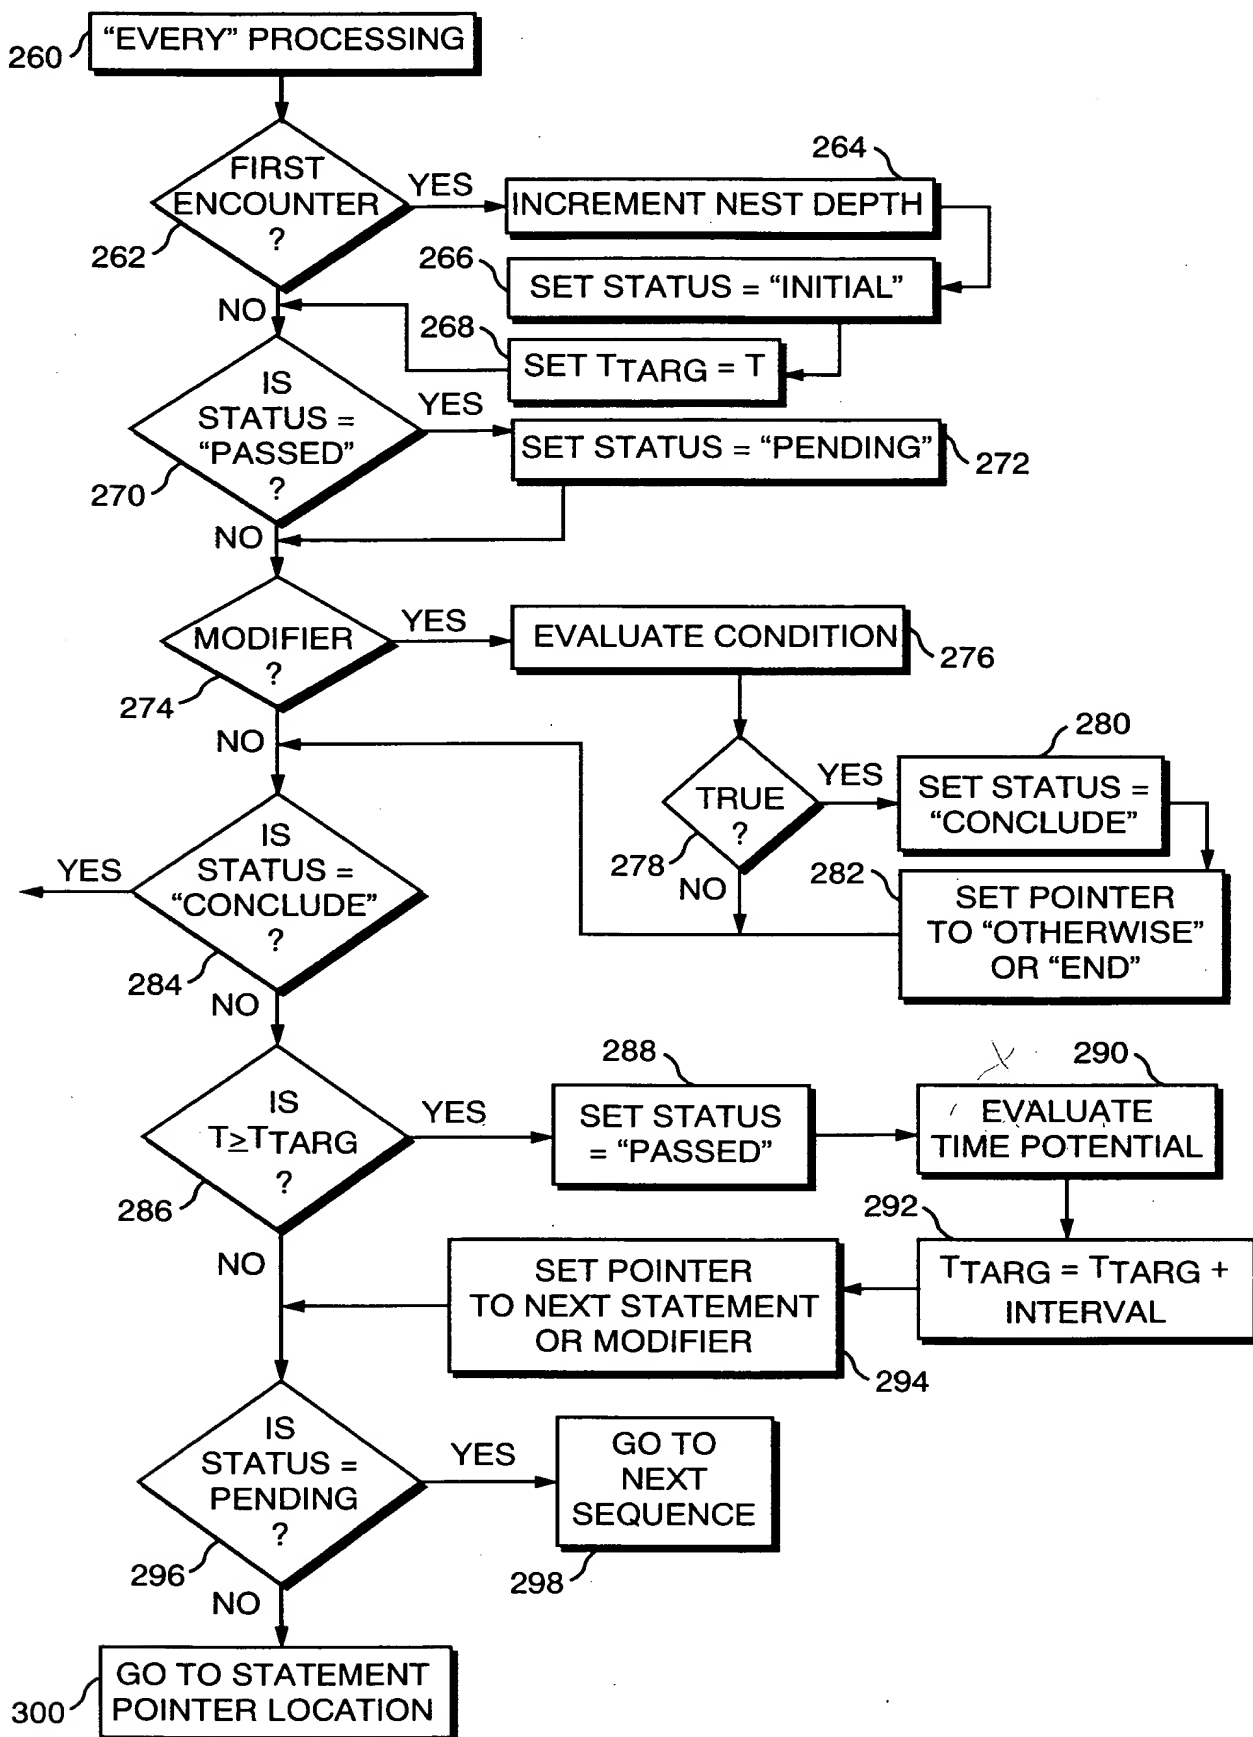 260
“EVERY” PROCESSING
FIRST
ENCOUNTER
?
262
YES
264
INCREMENT NEST DEPTH
266
SET STATUS = “INITIAL”
NO
268
SET TTARG = T
IS
STATUS =
“PASSED”
?
270
YES
SET STATUS = “PENDING”
272
NO
MODIFIER
?
274
YES
EVALUATE CONDITION
276
NO
TRUE
?
278
YES
280
SET STATUS =
“CONCLUDE”
NO
282
SET POINTER
TO “OTHERWISE”
OR “END”
IS
STATUS =
“CONCLUDE”
?
YES
284
NO
IS
T≥TTARG
?
286
YES
288
SET STATUS
= “PASSED”
290
EVALUATE
TIME POTENTIAL
292
TTARG = TTARG +
INTERVAL
NO
SET POINTER
TO NEXT STATEMENT
OR MODIFIER
294
IS
STATUS =
PENDING
?
296
YES
GO TO
NEXT
SEQUENCE
298
NO
GO TO STATEMENT
POINTER LOCATION
300